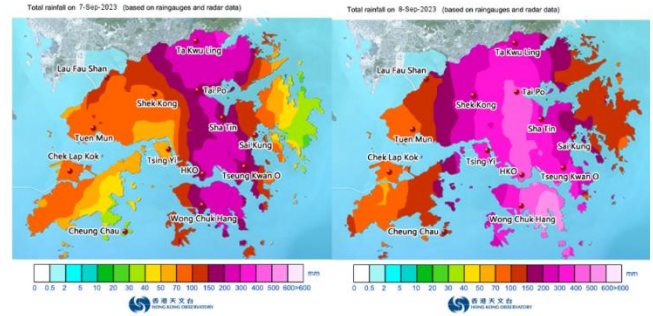 Total rainfall on 7-Sep-2023 (based on raingauges and radar data)
Ta Kwu Ling
Lau Fau Shan
Tai Po
Shek Kong
Sha Tin
Tuen Mun
Sai Kung
Chek Lap Kok
Tsing Yi
HKO
Tseung Kwan O
Wong Chuk Hang
Cheung Chau
mm
0 0.5 2 5 10 20 30 40 50 70 100 150 200 300 400 500 600>600
香港天文台
HONG KONG OBSERVATORY
Total rainfall on 8-Sep-2023 (based on raingauges and radar data)
Ta Kwu Ling
Lau Fau Shan
Tai Po
Shek Kong
Sha Tin
Tuen Mun
Sai Kung
Chek Lap Kok
Tsing Yi
HKO
Tseung Kwan O
Wong Chuk Hang
Cheung Chau
mm
0 0.5 2 5 10 20 30 40 50 70 100 150 200 300 400 500 600>600
香港天文台
HONG KONG OBSERVATORY